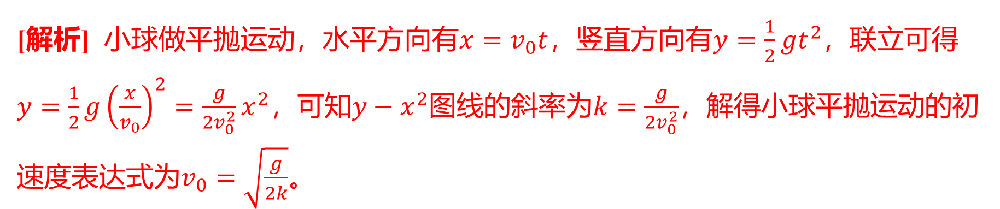 [解析] 小球做平抛运动，水平方向有$x = v_0t$，竖直方向有$y = \frac{1}{2}gt^2$，联立可得
$y = \frac{1}{2}g\left(\frac{x}{v_0}\right)^2 = \frac{g}{2v_0^2}x^2$，可知$y - x^2$图线的斜率为$k = \frac{g}{2v_0^2}$，解得小球平抛运动的初
速度表达式为$v_0 = \sqrt{\frac{g}{2k}}$。